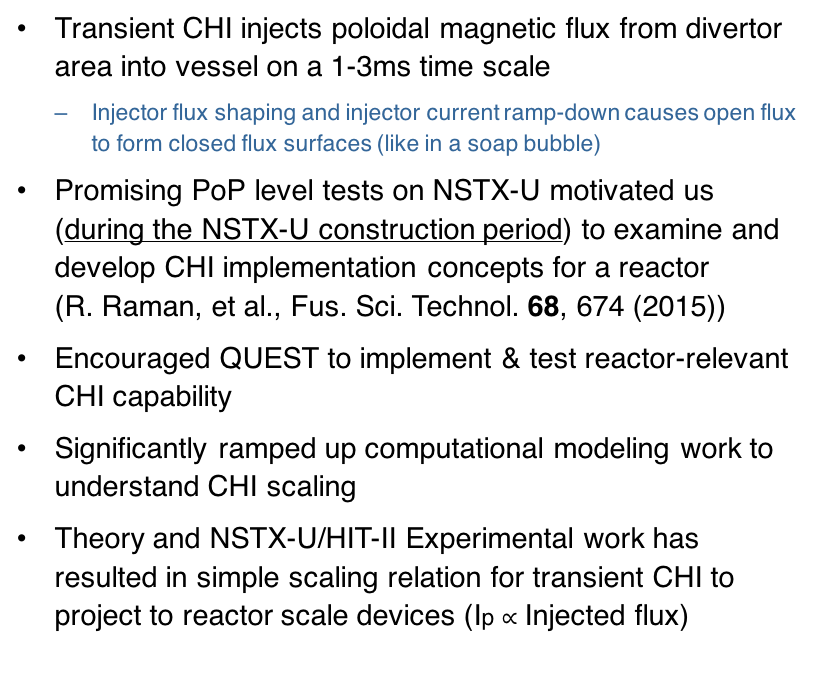 • Transient CHI injects poloidal magnetic flux from divertor
area into vessel on a 1-3ms time scale
– Injector flux shaping and injector current ramp-down causes open flux
to form closed flux surfaces (like in a soap bubble)
• Promising PoP level tests on NSTX-U motivated us
(during the NSTX-U construction period) to examine and
develop CHI implementation concepts for a reactor
(R. Raman, et al., Fus. Sci. Technol. 68, 674 (2015))
• Encouraged QUEST to implement & test reactor-relevant
CHI capability
• Significantly ramped up computational modeling work to
understand CHI scaling
• Theory and NSTX-U/HIT-II Experimental work has
resulted in simple scaling relation for transient CHI to
project to reactor scale devices (Ip ∝ Injected flux)